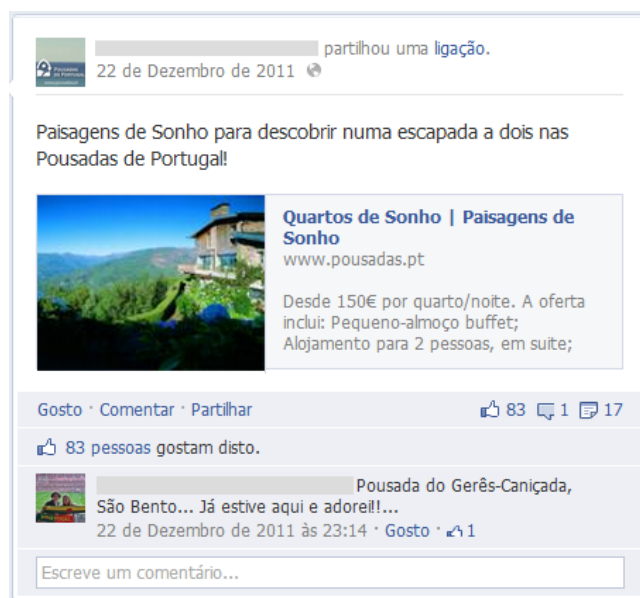 partilhou uma ligação.
22 de Dezembro de 2011
Paisagens de Sonho para descobrir numa escapada a dois nas
Pousadas de Portugal!
Quartos de Sonho | Paisagens de
Sonho
www.pousadas.pt
Desde 150€ por quarto/noite. A oferta
inclui: Pequeno-almoço buffet;
Alojamento para 2 pessoas, em suite;
Gosto · Comentar · Partilhar 83 1 17
83 pessoas gostam disto.
Pousada do Gerês-Caniçada,
São Bento... Já estive aqui e adorei!!...
22 de Dezembro de 2011 às 23:14 · Gosto · 1
Escreve um comentário...